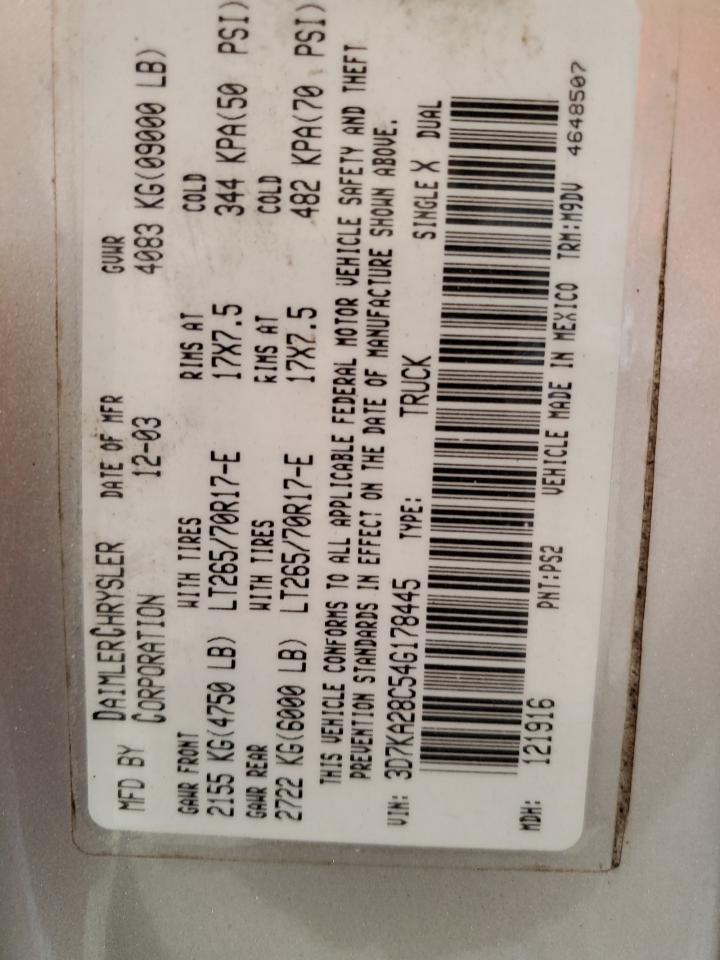 MFD BY DAIMLERCHRYSLER DATE OF MFR GVWR
CORPORATION 12-03 4083 KG(09000 LB)
GAWR FRONT WITH TIRES RIMS AT COLD
2155 KG(4750 LB) LT265/70R17-E 17X7.5 344 KPA(50 PSI)
GAWR REAR WITH TIRES RIMS AT COLD
2722 KG(6000 LB) LT265/70R17-E 17X7.5 482 KPA(70 PSI)
THIS VEHICLE CONFORMS TO ALL APPLICABLE FEDERAL MOTOR VEHICLE SAFETY AND THEFT
PREVENTION STANDARDS IN EFFECT ON THE DATE OF MANUFACTURE SHOWN ABOVE.
VIN: 3D7KA28C54G178445 TYPE: TRUCK SINGLE X DUAL
MDH: 121916 PNT:PS2 VEHICLE MADE IN MEXICO TRM:M9DV 4648507